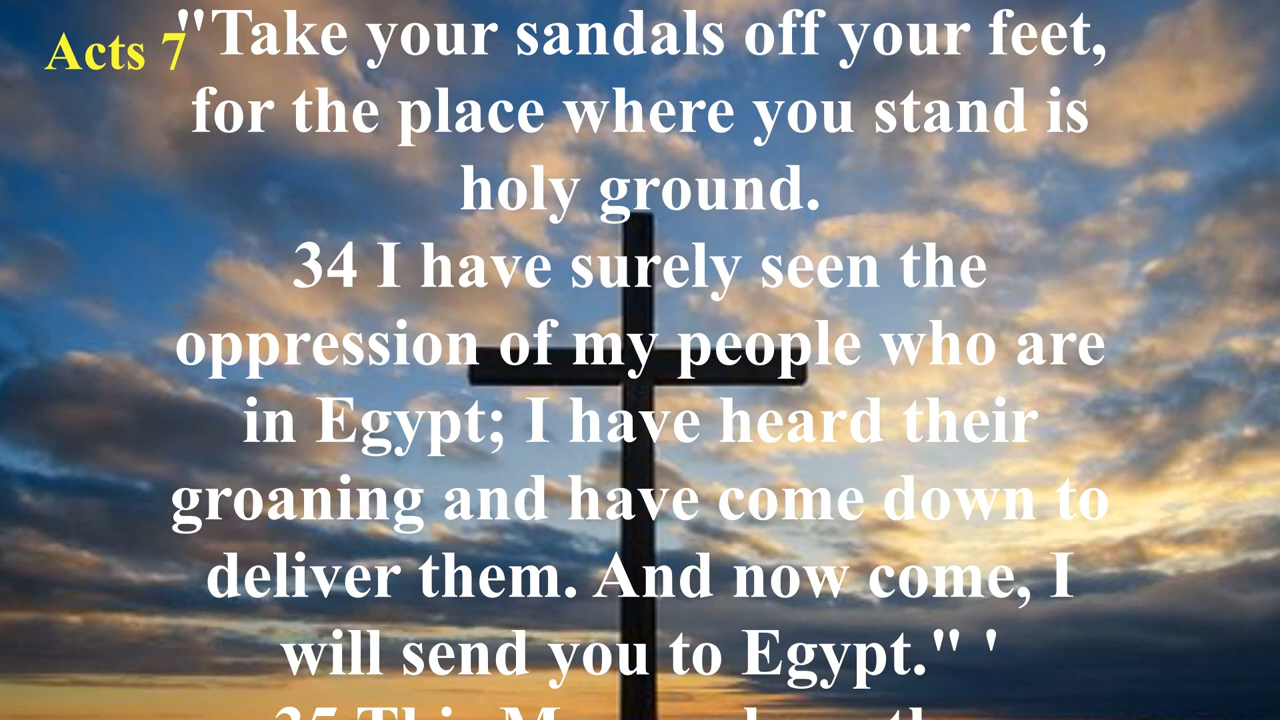 Acts 7
"Take your sandals off your feet,
for the place where you stand is
holy ground.
34 I have surely seen the
oppression of my people who are
in Egypt; I have heard their
groaning and have come down to
deliver them. And now come, I
will send you to Egypt." '
35 This